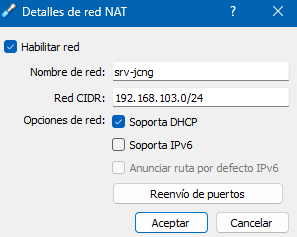 Detalles de red NAT
?
Habilitar red
Nombre de red: srv-jcng
Red CIDR: 192.168.103.0/24
Opciones de red: Soporta DHCP
Soporta IPv6
Anunciar ruta por defecto IPv6
Reenvío de puertos
Aceptar
Cancelar